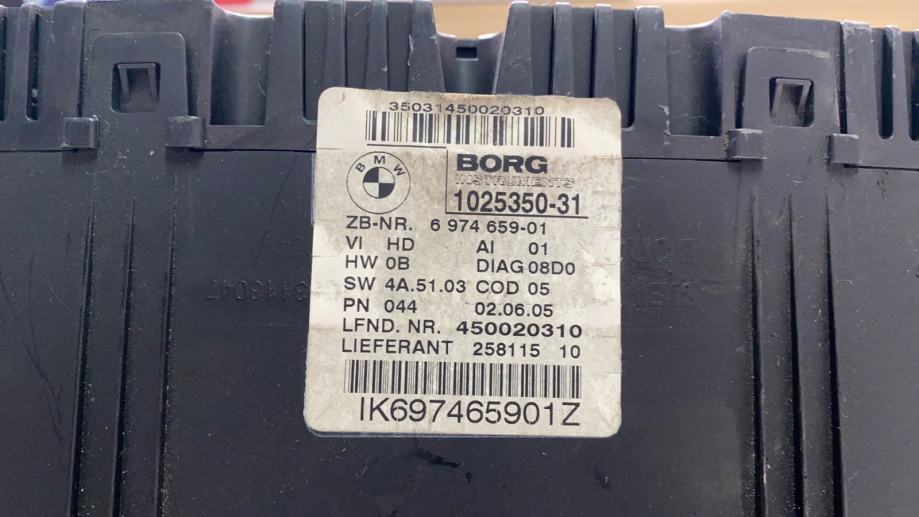 35031450020310
BMW
BORG
INSTRUMENTS
1025350-31
ZB-NR. 6 974 659-01
VI HD AI 01
HW 0B DIAG 08D0
SW 4A.51.03 COD 05
PN 044 02.06.05
LFND. NR. 450020310
LIEFERANT 258115 10
IK697465901Z